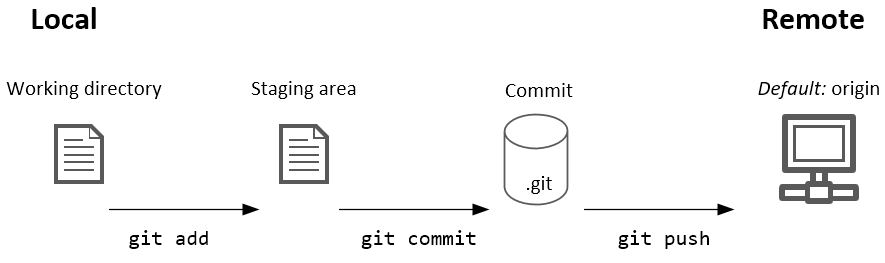 Local
Remote
Working directory
Staging area
Commit
Default: origin
.git
git add
git commit
git push